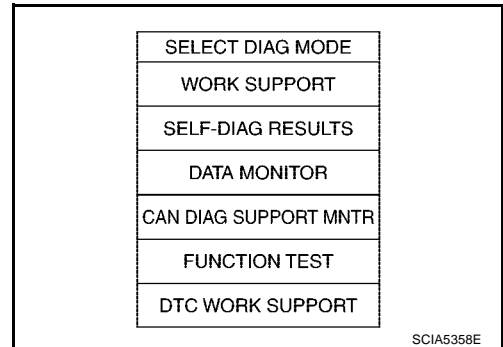 SELECT DIAG MODE
WORK SUPPORT
SELF-DIAG RESULTS
DATA MONITOR
CAN DIAG SUPPORT MNTR
FUNCTION TEST
DTC WORK SUPPORT
SCIA5358E